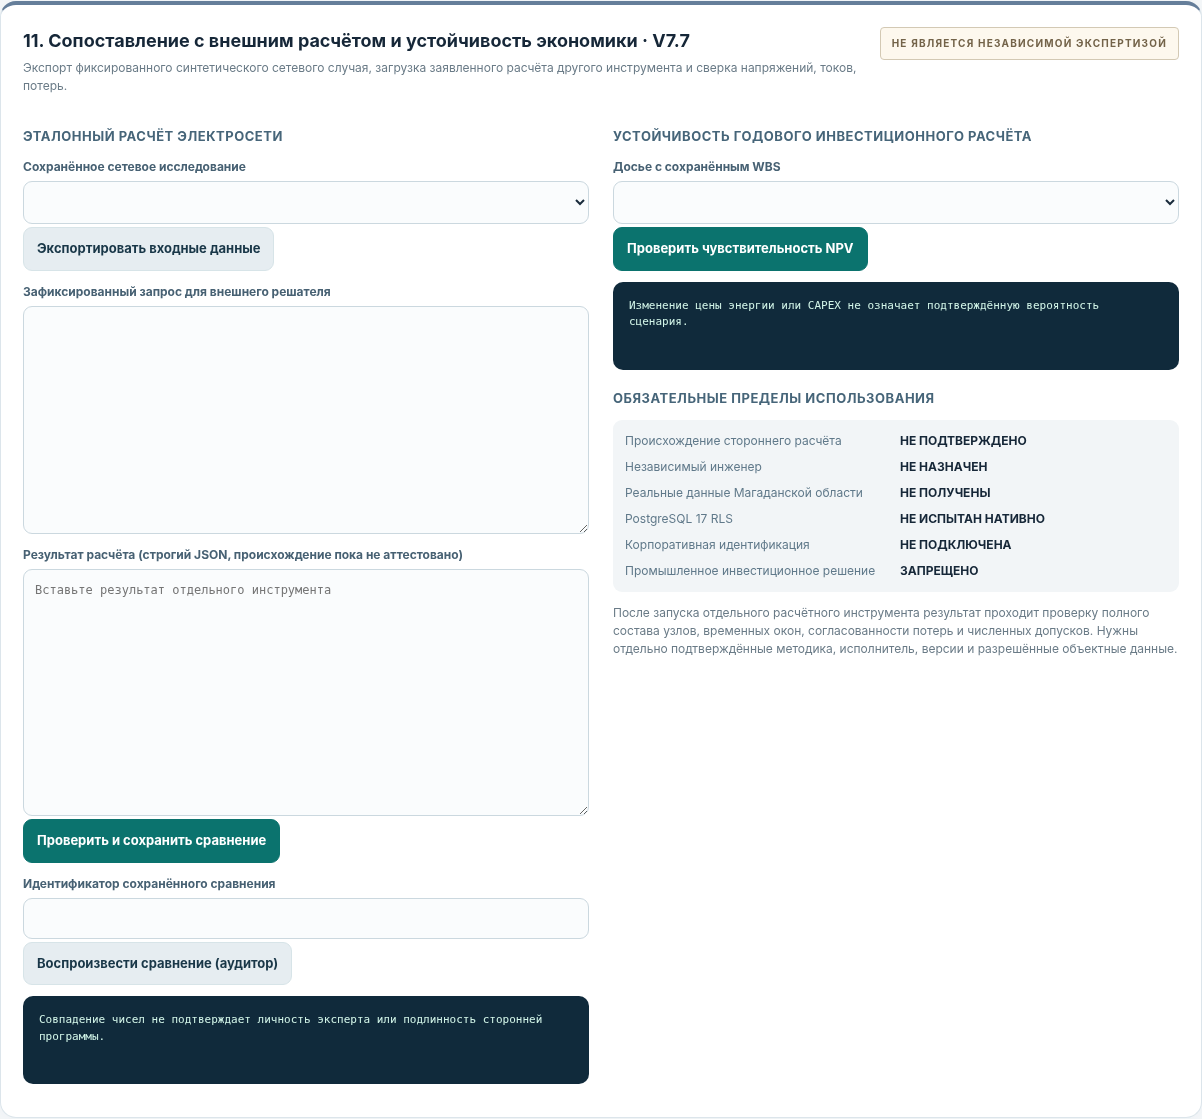 11. Сопоставление с внешним расчётом и устойчивость экономики · V7.7
НЕ ЯВЛЯЕТСЯ НЕЗАВИСИМОЙ ЭКСПЕРТИЗОЙ
Экспорт фиксированного синтетического сетевого случая, загрузка заявленного расчёта другого инструмента и сверка напряжений, токов,
потерь.
ЭТАЛОННЫЙ РАСЧЁТ ЭЛЕКТРОСЕТИ
Сохранённое сетевое исследование
Экспортировать входные данные
Зафиксированный запрос для внешнего решателя
Результат расчёта (строгий JSON, происхождение пока не аттестовано)
Вставьте результат отдельного инструмента
Проверить и сохранить сравнение
Идентификатор сохранённого сравнения
Воспроизвести сравнение (аудитор)
Совпадение чисел не подтверждает личность эксперта или подлинность сторонней
программы.
УСТОЙЧИВОСТЬ ГОДОВОГО ИНВЕСТИЦИОННОГО РАСЧЁТА
Досье с сохранённым WBS
Проверить чувствительность NPV
Изменение цены энергии или CAPEX не означает подтверждённую вероятность
сценария.
ОБЯЗАТЕЛЬНЫЕ ПРЕДЕЛЫ ИСПОЛЬЗОВАНИЯ
Происхождение стороннего расчёта НЕ ПОДТВЕРЖДЕНО
Независимый инженер НЕ НАЗНАЧЕН
Реальные данные Магаданской области НЕ ПОЛУЧЕНЫ
PostgreSQL 17 RLS НЕ ИСПЫТАН НАТИВНО
Корпоративная идентификация НЕ ПОДКЛЮЧЕНА
Промышленное инвестиционное решение ЗАПРЕЩЕНО
После запуска отдельного расчётного инструмента результат проходит проверку полного
состава узлов, временных окон, согласованности потерь и численных допусков. Нужны
отдельно подтверждённые методика, исполнитель, версии и разрешённые объектные данные.